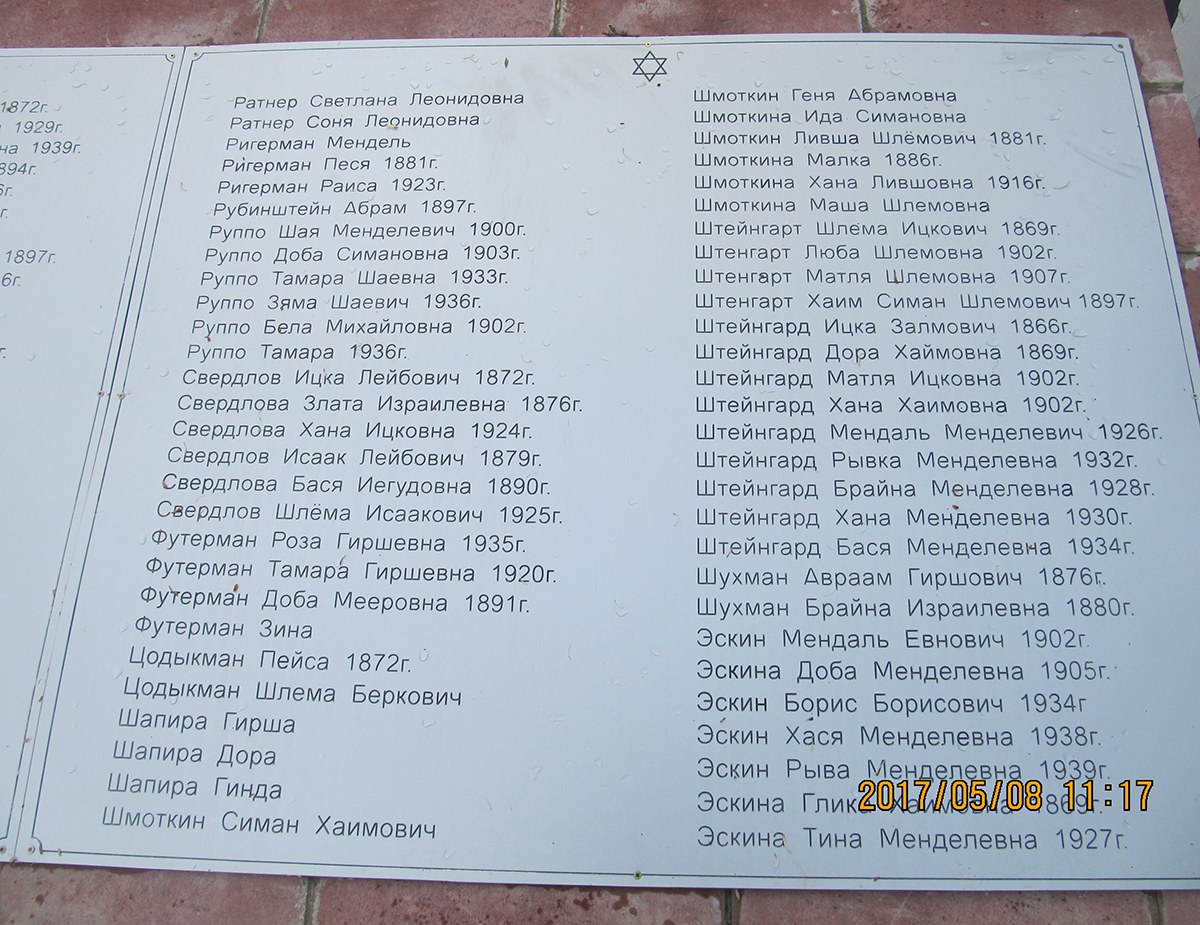 1872г.
1929г.
на 1939г.
894г.
6г.
г.
1897г.
6г.
г.
Ратнер Светлана Леонидовна
Ратнер Соня Леонидовна
Ригерман Мендель
Ригерман Песя 1881г.
Ригерман Раиса 1923г.
Рубинштейн Абрам 1897г.
Руппо Шая Менделевич 1900г.
Руппо Доба Симановна 1903г.
Руппо Тамара Шаевна 1933г.
Руппо Зяма Шаевич 1936г.
Руппо Бела Михайловна 1902г.
Руппо Тамара 1936г.
Свердлов Ицка Лейбович 1872г.
Свердлова Злата Израилевна 1876г.
Свердлова Хана Ицковна 1924г.
Свердлов Исаак Лейбович 1879г.
Свердлова Бася Иегудовна 1890г.
Свердлов Шлёма Исаакович 1925г.
Футерман Роза Гиршевна 1935г.
Футерман Тамара Гиршевна 1920г.
Футерман Доба Мееровна 1891г.
Футерман Зина
Цодыкман Пейса 1872г.
Цодыкман Шлема Беркович
Шапира Гирша
Шапира Дора
Шапира Гинда
Шмоткин Симан Хаимович
Шмоткин Геня Абрамовна
Шмоткина Ида Симановна
Шмоткин Ливша Шлёмович 1881г.
Шмоткина Малка 1886г.
Шмоткина Хана Лившовна 1916г.
Шмоткина Маша Шлемовна
Штейнгарт Шлема Ицкович 1869г.
Штенгарт Люба Шлемовна 1902г.
Штенгарт Матля Шлемовна 1907г.
Штенгарт Хаим Симан Шлемович 1897г.
Штейнгард Ицка Залмович 1866г.
Штейнгард Дора Хаймовна 1869г.
Штейнгард Матля Ицковна 1902г.
Штейнгард Хана Хаимовна 1902г.
Штейнгард Мендаль Менделевич 1926г.
Штейнгард Рывка Менделевна 1932г.
Штейнгард Брайна Менделевна 1928г.
Штейнгард Хана Менделевна 1930г.
Штейнгард Бася Менделевна 1934г.
Шухман Авраам Гиршович 1876г.
Шухман Брайна Израилевна 1880г.
Эскин Мендаль Евнович 1902г.
Эскина Доба Менделевна 1905г.
Эскин Борис Борисович 1934г
Эскин Хася Менделевна 1938г.
Эскин Рыва Менделевна 1939г.
Эскина Глика Хаимовна 1869г.
Эскина Тина Менделевна 1927г.
2017/05/08 11:17